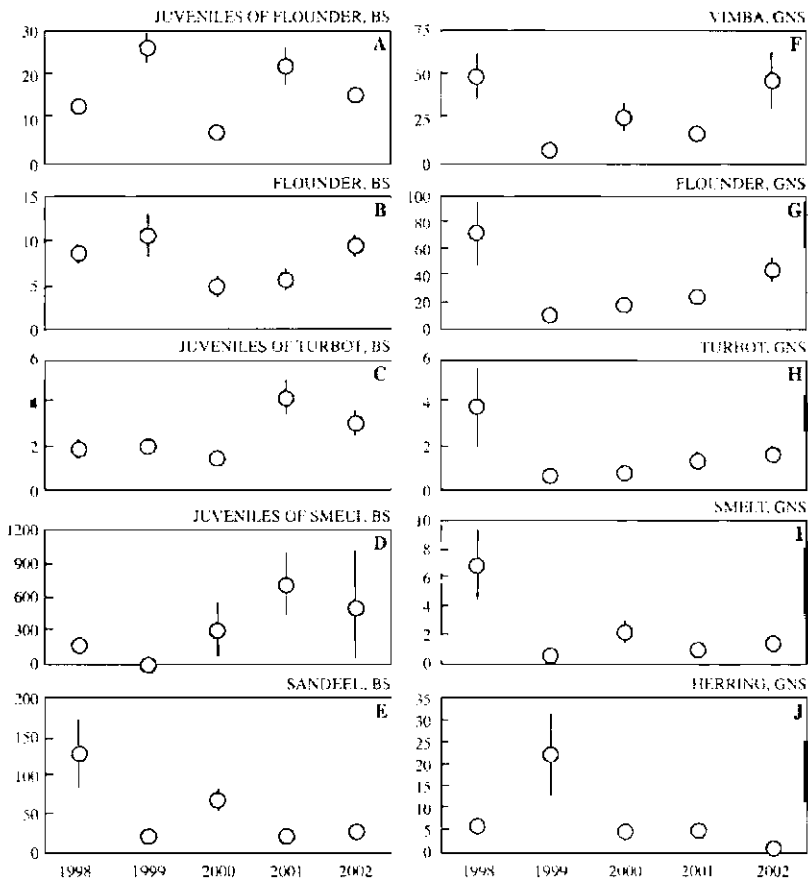 JUVENILES OF FLOUNDER, BS
A
30
20
10
0
FLOUNDER, BS
B
15
10
5
0
JUVENILES OF TURBOT, BS
C
6
4
2
0
JUVENILES OF SMELT, BS
D
1200
900
600
300
0
SANDEEL, BS
E
200
150
100
50
0
1998 1999 2000 2001 2002
VIMBA, GNS
F
75
50
25
0
FLOUNDER, GNS
G
100
80
60
40
20
0
TURBOT, GNS
H
6
4
2
0
SMELT, GNS
I
10
8
6
4
2
0
HERRING, GNS
J
35
30
25
20
15
10
5
0
1998 1999 2000 2001 2002